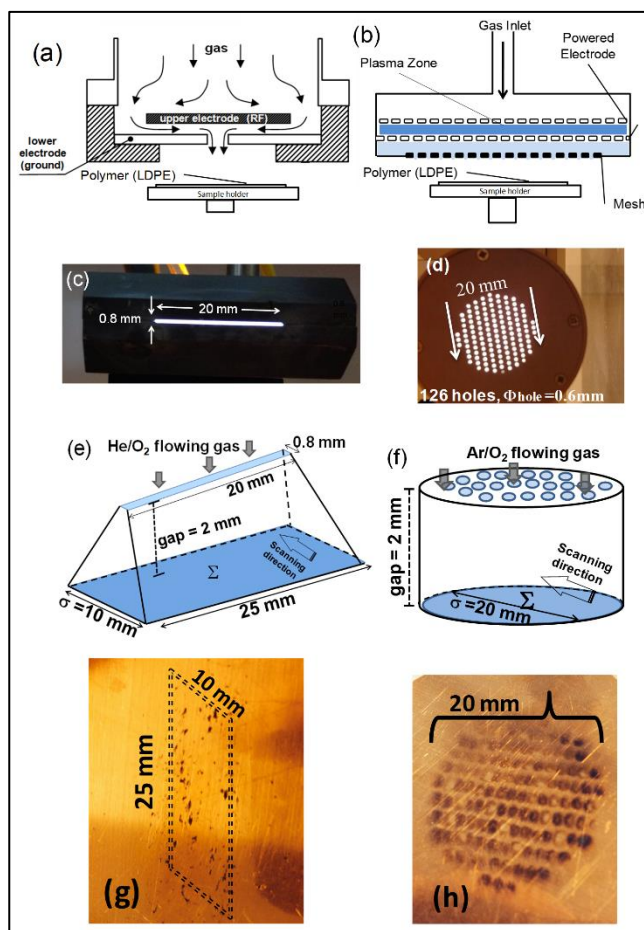 (a)
gas
upper electrode (RF)
lower
electrode
(ground)
Polymer (LDPE)
Sample holder
(b)
Gas Inlet
Powered
Electrode
Plasma Zone
Polymer (LDPE)
Sample holder
Mesh
(c)
20 mm
0.8 mm
(d)
20 mm
126 holes, Φhole=0.6mm
(e)
He/O₂ flowing gas
0.8 mm
20 mm
gap = 2 mm
Scanning
direction
Σ
σ=10 mm
25 mm
(f)
Ar/O₂ flowing gas
gap = 2 mm
Scanning
direction
σ=20 mm
Σ
10 mm
25 mm
(g)
20 mm
(h)